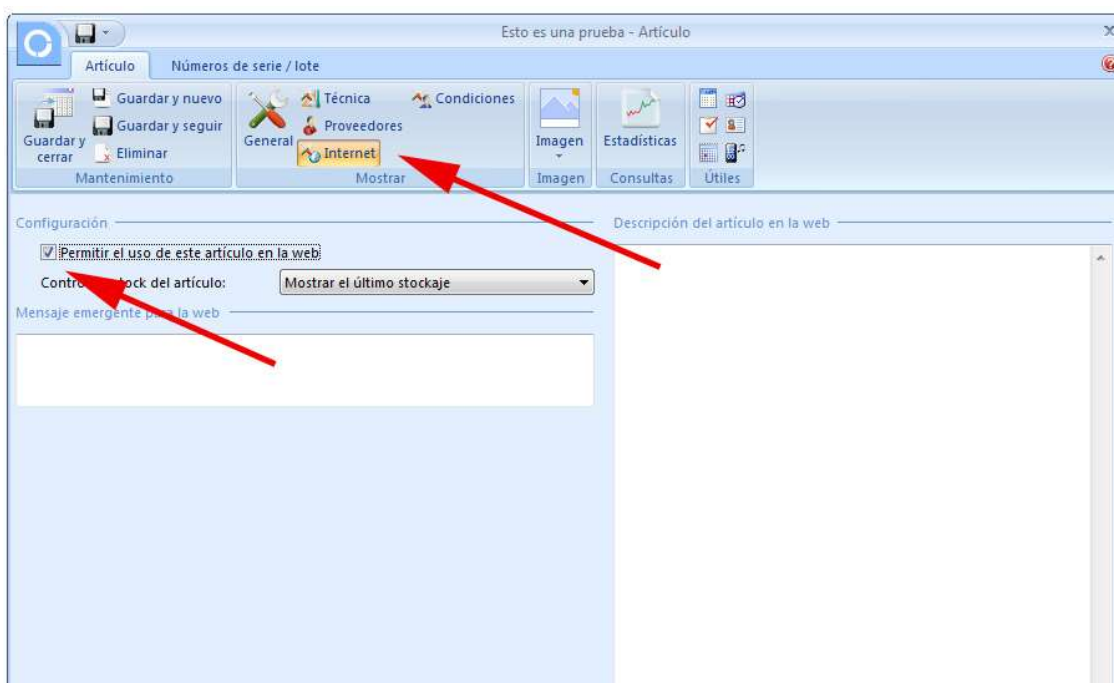 Esto es una prueba - Artículo
Artículo Números de serie / lote
Guardar y cerrar
Guardar y nuevo
Guardar y seguir
Eliminar
Mantenimiento
General
Técnica
Proveedores
Internet
Condiciones
Mostrar
Imagen
Imagen
Estadísticas
Consultas
Útiles
Configuración
Permitir el uso de este artículo en la web
stock del artículo: Mostrar el último stockaje
Mensaje emergente para la web
Descripción del artículo en la web